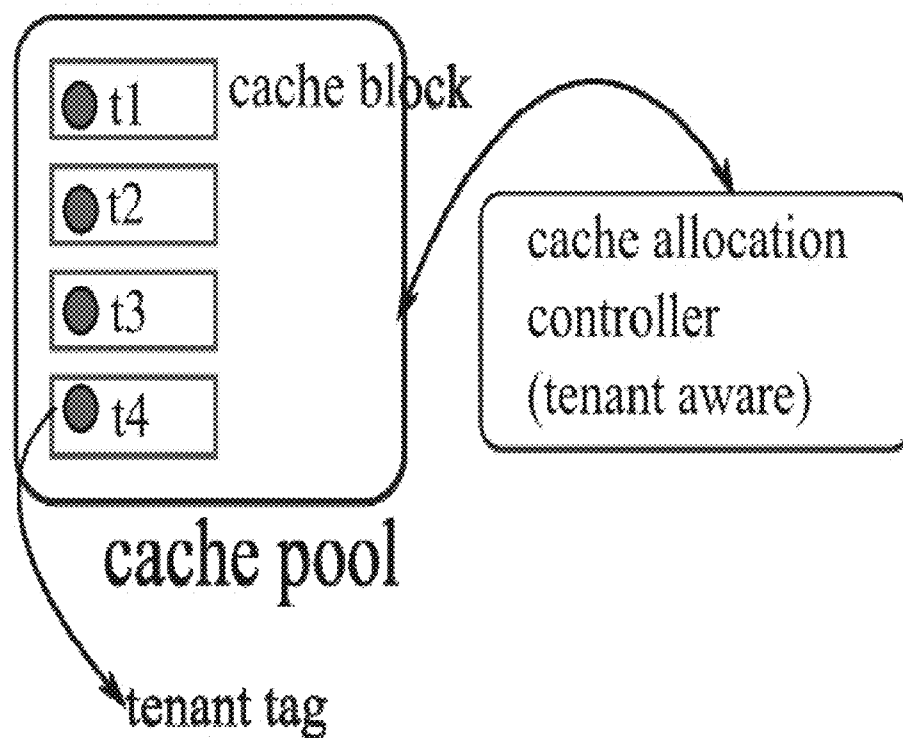 t1
cache block
t2
t3
t4
cache allocation
controller
(tenant aware)
cache pool
tenant tag